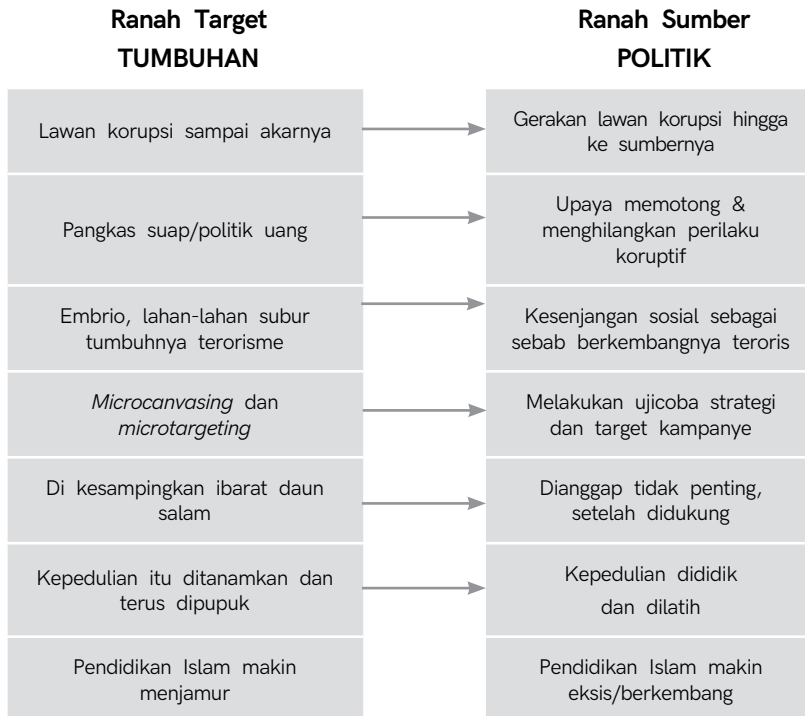 Ranah Target
TUMBUHAN
Ranah Sumber
POLITIK
Lawan korupsi sampai akarnya
Gerakan lawan korupsi hingga
ke sumbernya
Pangkas suap/politik uang
Upaya memotong &
menghilangkan perilaku
koruptif
Embrio, lahan-lahan subur
tumbuhnya terorisme
Kesenjangan sosial sebagai
sebab berkembangnya teroris
Microcanvasing dan
microtargeting
Melakukan ujicoba strategi
dan target kampanye
Di kesampingkan ibarat daun
salam
Dianggap tidak penting,
setelah didukung
Kepedulian itu ditanamkan dan
terus dipupuk
Kepedulian dididik
dan dilatih
Pendidikan Islam makin
menjamur
Pendidikan Islam makin
eksis/berkembang